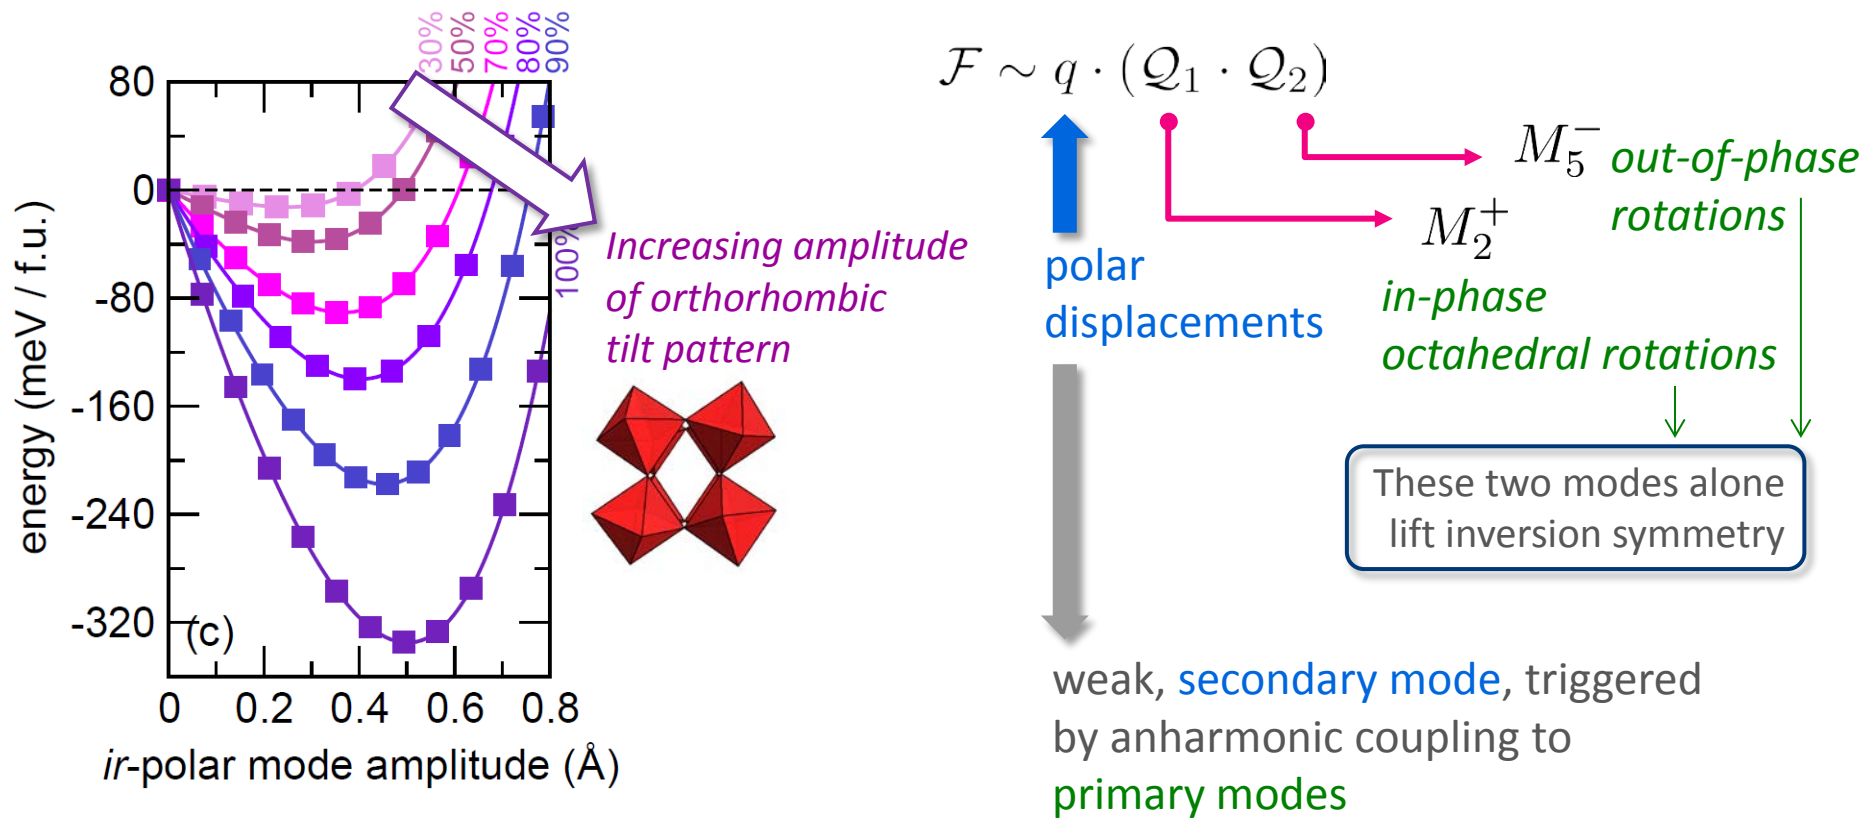 30%
50%
70%
80%
90%
80
0
-80
-160
-240
-320
energy (meV / f.u.)
(c)
100%
0 0.2 0.4 0.6 0.8
ir-polar mode amplitude (Å)
Increasing amplitude
of orthorhombic
tilt pattern
ℱ ∼ q · (𝒬₁ · 𝒬₂)
M₅⁻ out-of-phase
rotations
M₂⁺
in-phase
octahedral rotations
polar
displacements
These two modes alone
lift inversion symmetry
weak, secondary mode, triggered
by anharmonic coupling to
primary modes